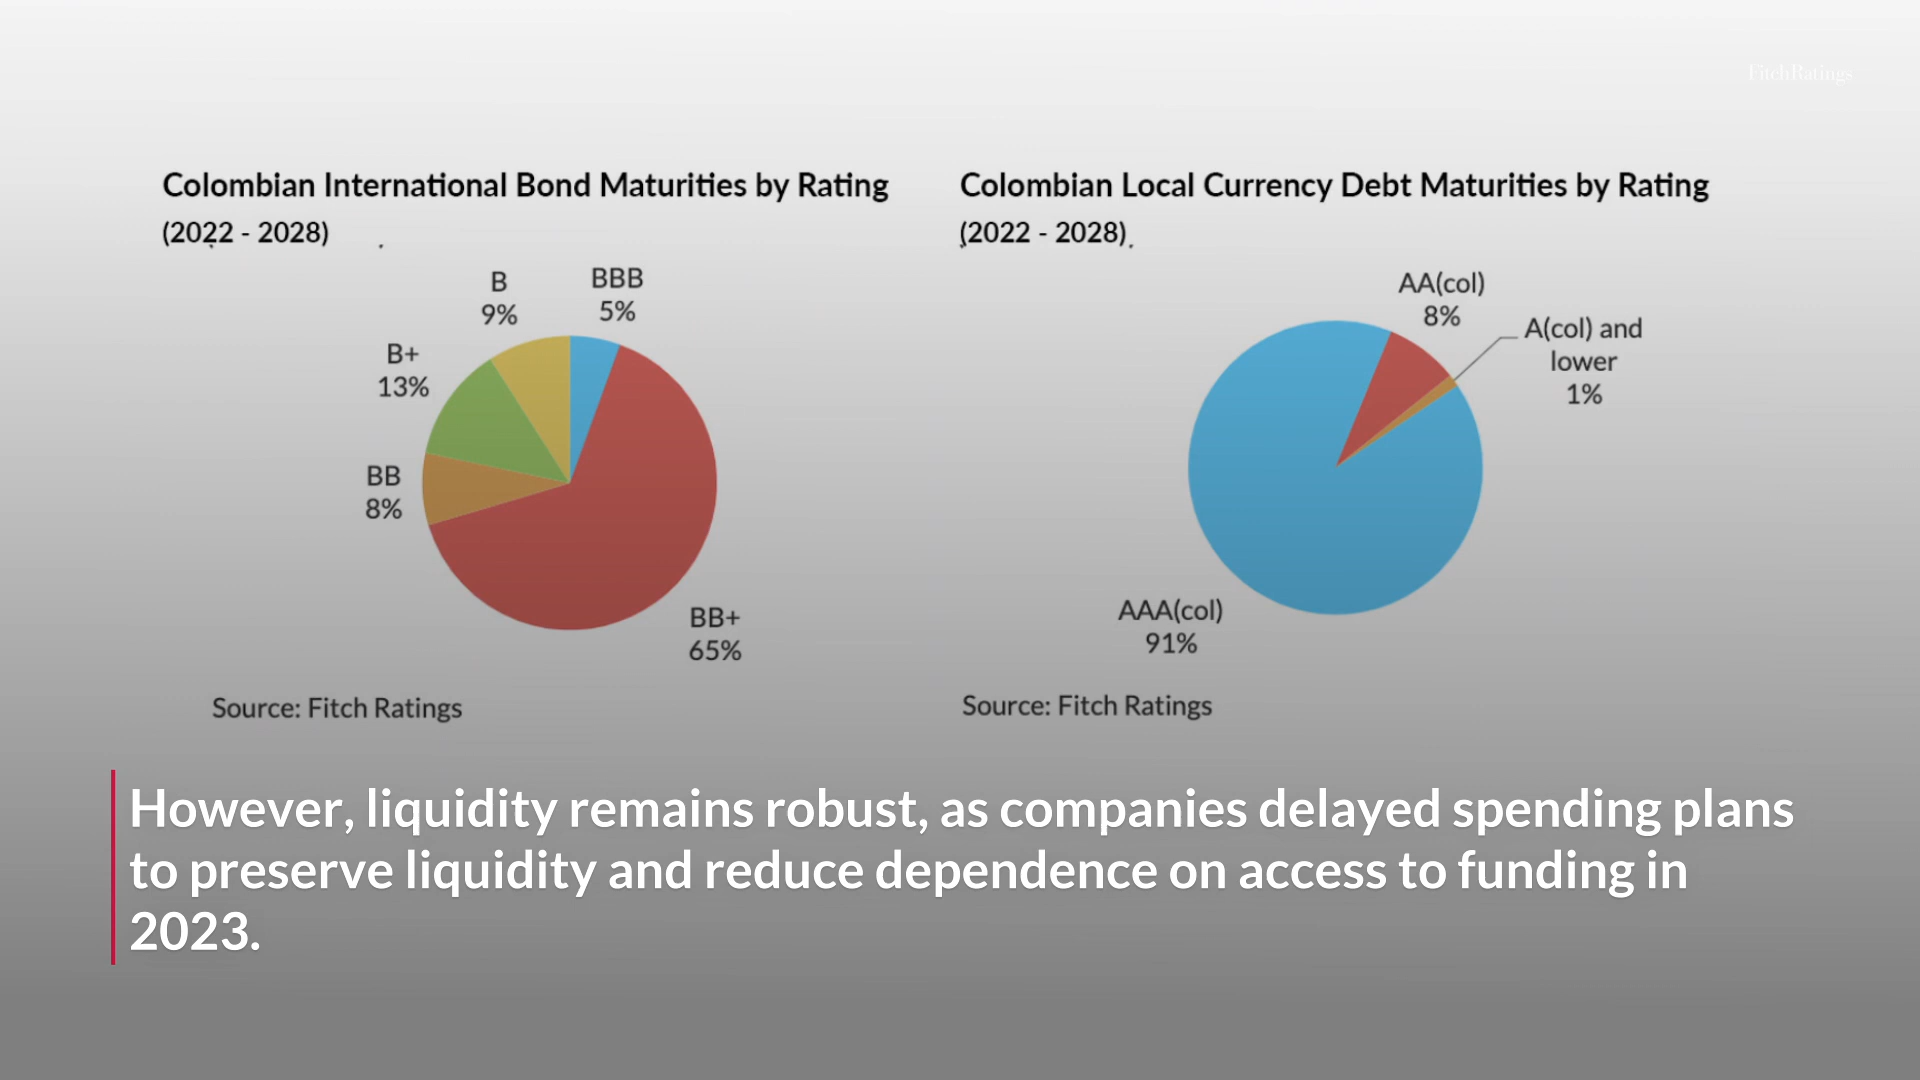 FitchRatings
Colombian International Bond Maturities by Rating
(2022 - 2028)
B
9%
BBB
5%
B+
13%
BB
8%
BB+
65%
Source: Fitch Ratings
Colombian Local Currency Debt Maturities by Rating
(2022 - 2028)
AA(col)
8%
A(col) and
lower
1%
AAA(col)
91%
Source: Fitch Ratings
However, liquidity remains robust, as companies delayed spending plans
to preserve liquidity and reduce dependence on access to funding in
2023.